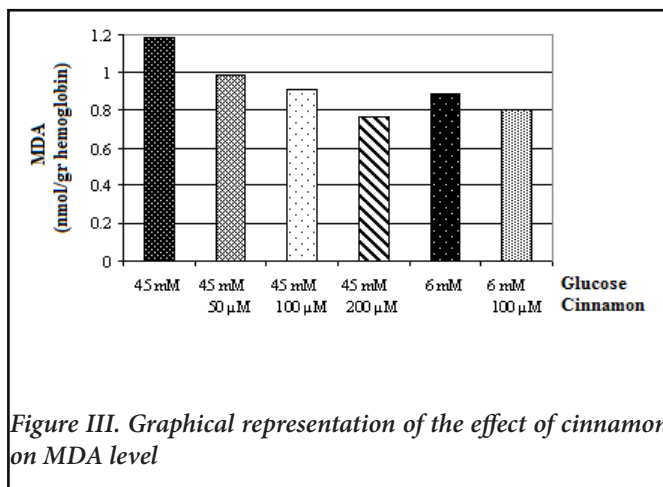 1.2
1
0.8
0.6
0.4
0.2
0
MDA
(nmol/gr hemoglobin)
45 mM 45 mM 45 mM 45 mM 6 mM 6 mM Glucose
50 µM 100 µM 200 µM 100 µM Cinnamon
Figure III. Graphical representation of the effect of cinnamon
on MDA level